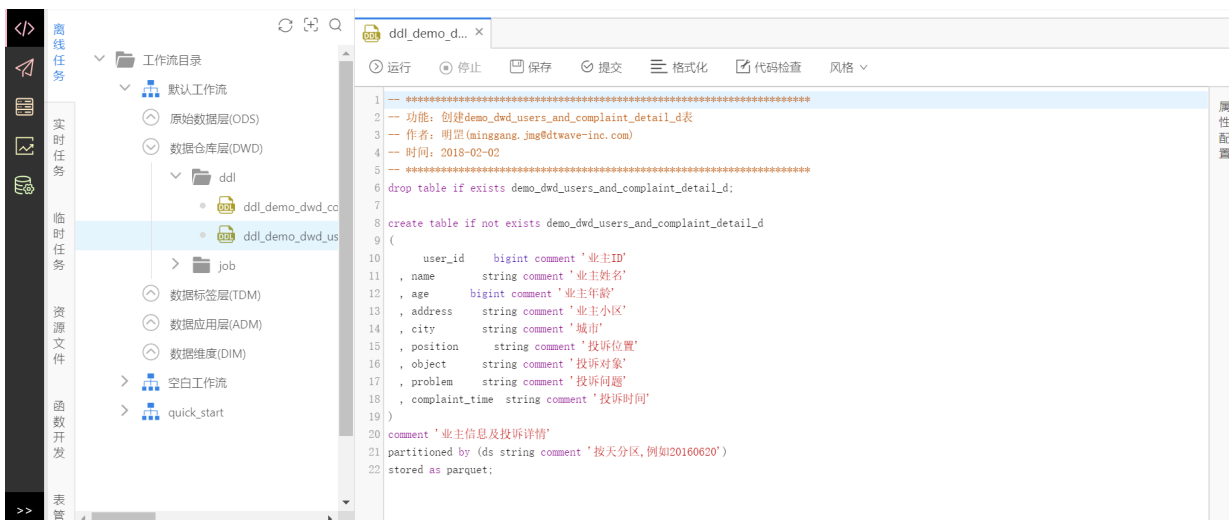 离线任务
实时任务
临时任务
资源文件
函数开发
表管
>>
工作流目录
默认工作流
原始数据层(ODS)
数据仓库层(DWD)
ddl
ddl_demo_dwd_co
ddl_demo_dwd_us
job
数据标签层(TDM)
数据应用层(ADM)
数据维度(DIM)
空白工作流
quick_start
DDL ddl_demo_d... ×
运行 停止 保存 提交 格式化 代码检查 风格
1 -- *********************************************************************
2 -- 功能: 创建demo_dwd_users_and_complaint_detail_d表
3 -- 作者: 明罡(minggang.jmg@dtwave-inc.com)
4 -- 时间: 2018-02-02
5 -- *********************************************************************
6 drop table if exists demo_dwd_users_and_complaint_detail_d;
7
8 create table if not exists demo_dwd_users_and_complaint_detail_d
9 (
10 user_id bigint comment '业主ID'
11 , name string comment '业主姓名'
12 , age bigint comment '业主年龄'
13 , address string comment '业主小区'
14 , city string comment '城市'
15 , position string comment '投诉位置'
16 , object string comment '投诉对象'
17 , problem string comment '投诉问题'
18 , complaint_time string comment '投诉时间'
19 )
20 comment '业主信息及投诉详情'
21 partitioned by (ds string comment '按天分区,例如20160620')
22 stored as parquet;
属性配置